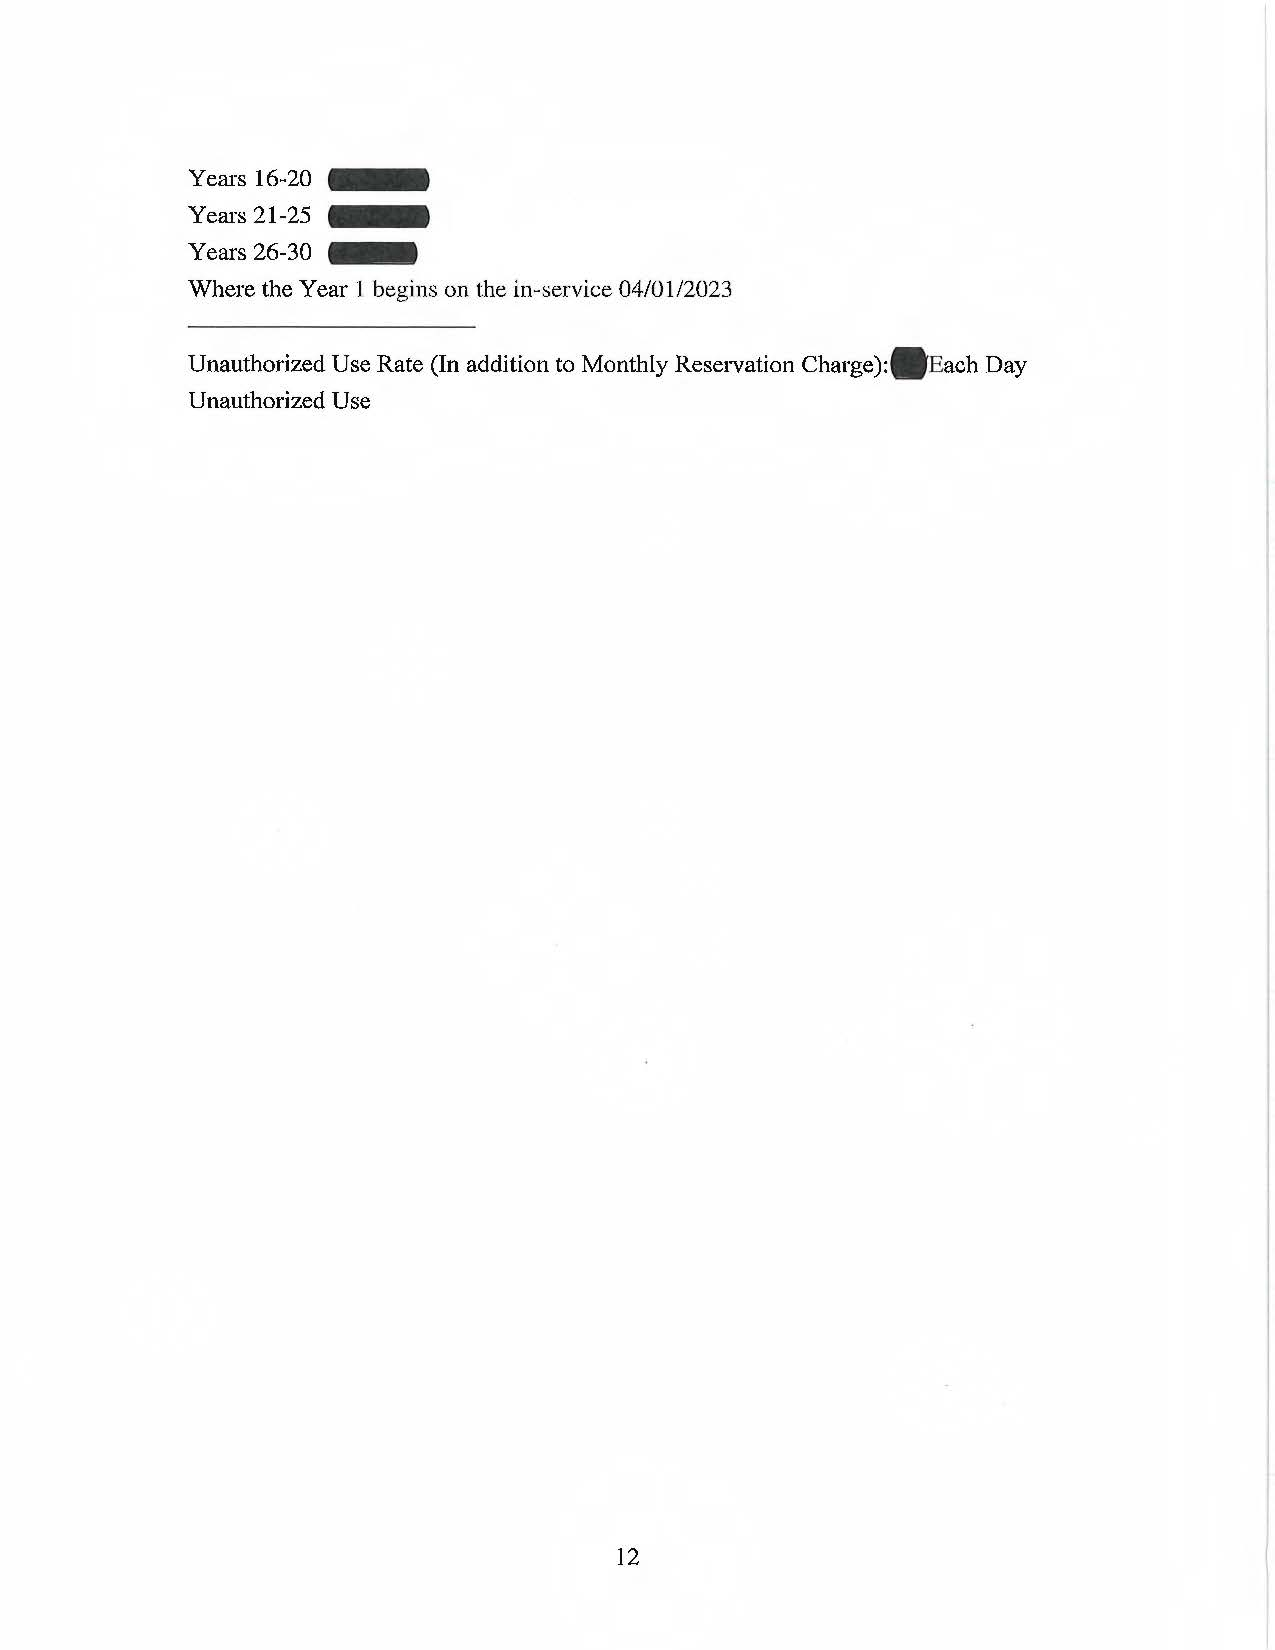 Years 16-20
Years 21-25
Years 26-30
Where the Year 1 begins on the in-service 04/01/2023
Unauthorized Use Rate (In addition to Monthly Reservation Charge): /Each Day
Unauthorized Use
12